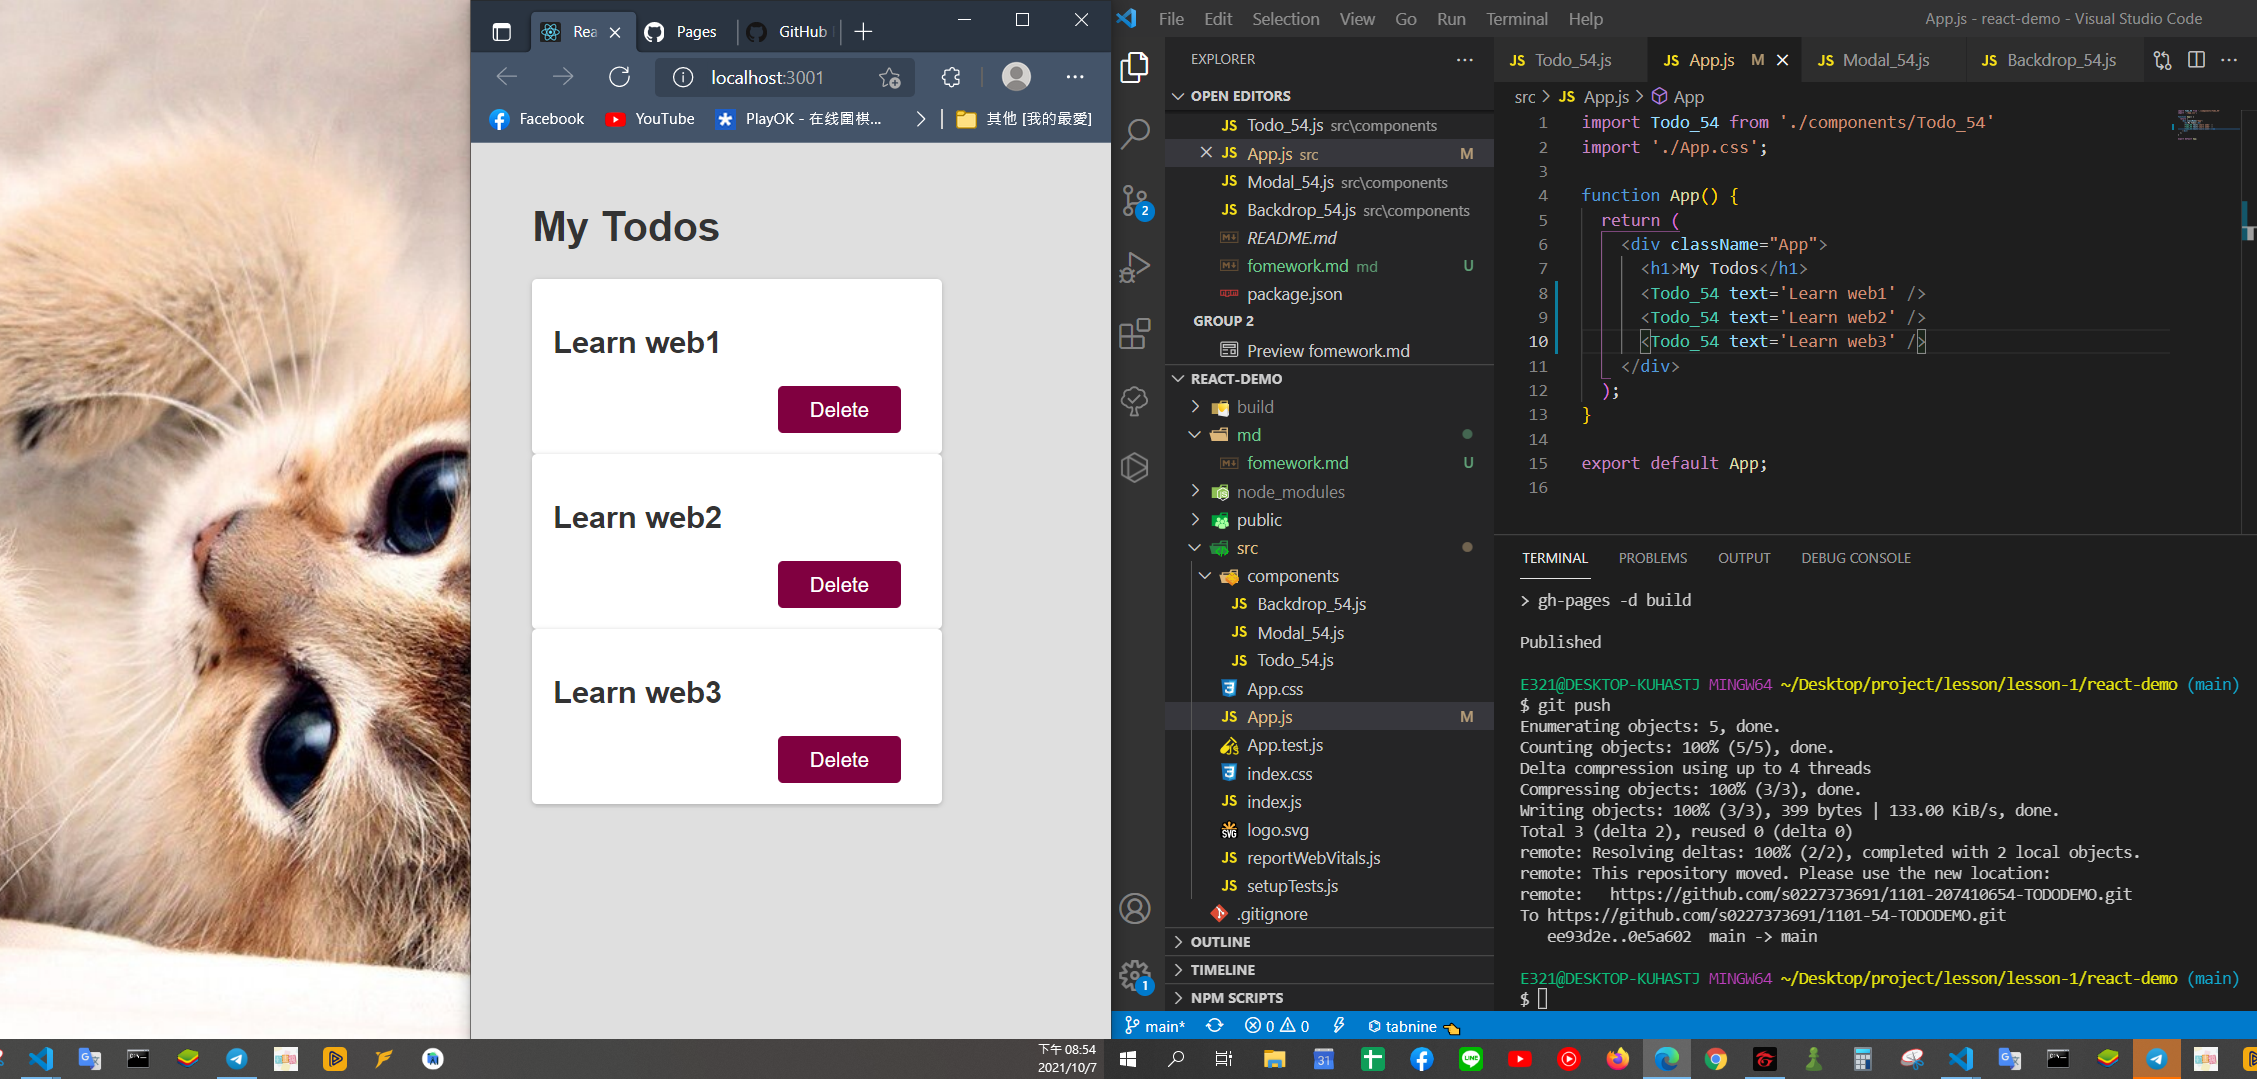 Rea
Pages
GitHub
localhost:3001
Facebook
YouTube
PlayOK - 在线圍棋...
其他 [我的最愛]
My Todos
Learn web1
Delete
Learn web2
Delete
Learn web3
Delete
File Edit Selection View Go Run Terminal Help
App.js - react-demo - Visual Studio Code
2
1
EXPLORER
OPEN EDITORS
JS Todo_54.js src\components
JS App.js src M
JS Modal_54.js src\components
JS Backdrop_54.js src\components
README.md
fomework.md md U
package.json
GROUP 2
Preview fomework.md
REACT-DEMO
build
md
fomework.md U
node_modules
public
src
components
JS Backdrop_54.js
JS Modal_54.js
JS Todo_54.js
App.css
JS App.js M
App.test.js
index.css
JS index.js
logo.svg
JS reportWebVitals.js
JS setupTests.js
.gitignore
OUTLINE
TIMELINE
NPM SCRIPTS
JS Todo_54.js
JS App.js M
JS Modal_54.js
JS Backdrop_54.js
src > JS App.js > App
1 import Todo_54 from './components/Todo_54'
2 import './App.css';
3
4 function App() {
5 return (
6 <div className="App">
7 <h1>My Todos</h1>
8 <Todo_54 text='Learn web1' />
9 <Todo_54 text='Learn web2' />
10 <Todo_54 text='Learn web3' />
11 </div>
12 );
13 }
14
15 export default App;
16
TERMINAL PROBLEMS OUTPUT DEBUG CONSOLE
> gh-pages -d build
Published
E321@DESKTOP-KUHASTJ MINGW64 ~/Desktop/project/lesson/lesson-1/react-demo (main)
$ git push
Enumerating objects: 5, done.
Counting objects: 100% (5/5), done.
Delta compression using up to 4 threads
Compressing objects: 100% (3/3), done.
Writing objects: 100% (3/3), 399 bytes | 133.00 KiB/s, done.
Total 3 (delta 2), reused 0 (delta 0)
remote: Resolving deltas: 100% (2/2), completed with 2 local objects.
remote: This repository moved. Please use the new location:
remote: https://github.com/s0227373691/1101-207410654-TODODEMO.git
To https://github.com/s0227373691/1101-54-TODODEMO.git
ee93d2e..0e5a602 main -> main
E321@DESKTOP-KUHASTJ MINGW64 ~/Desktop/project/lesson/lesson-1/react-demo (main)
$
main* 0 0 tabnine
下午 08:54
2021/10/7
31
LINE